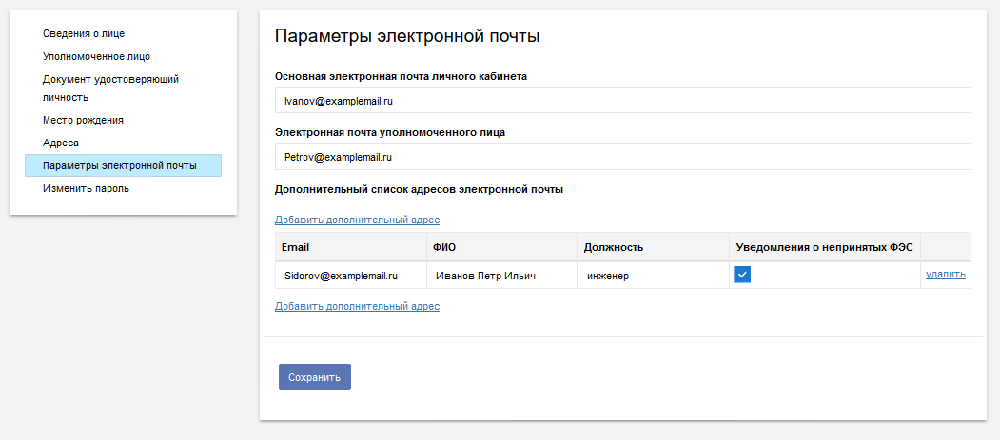 Сведения о лице
Уполномоченное лицо
Документ удостоверяющий
личность
Место рождения
Адреса
Параметры электронной почты
Изменить пароль
Параметры электронной почты
Основная электронная почта личного кабинета
Ivanov@examplemail.ru
Электронная почта уполномоченного лица
Petrov@examplemail.ru
Дополнительный список адресов электронной почты
Добавить дополнительный адрес
Email ФИО Должность Уведомления о непринятых ФЭС
Sidorov@examplemail.ru Иванов Петр Ильич инженер удалить
Добавить дополнительный адрес
Сохранить